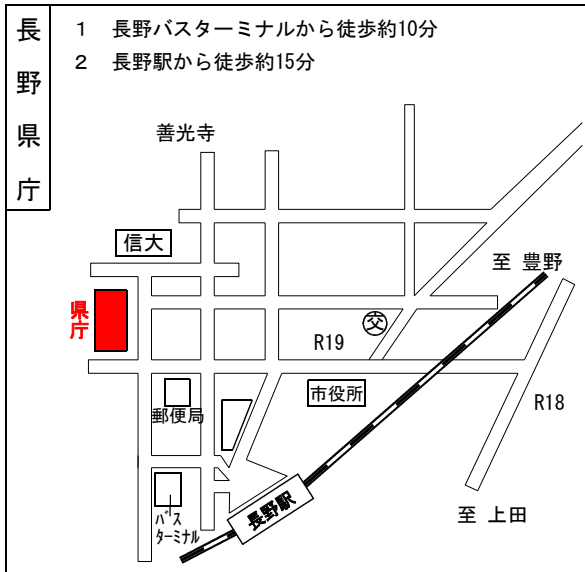 長野県庁
1 長野バスターミナルから徒歩約10分
2 長野駅から徒歩約15分
善光寺
信大
至 豊野
県庁
交
R19
市役所
R18
郵便局
長野駅
バス
ターミナル
至 上田